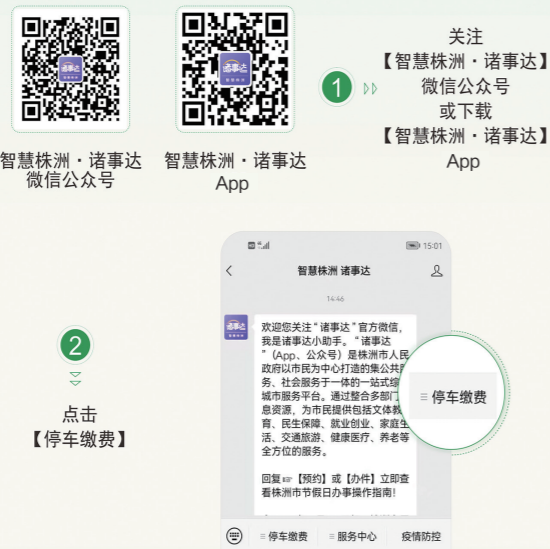 诸事达
诸事达
智慧株洲·诸事达
微信公众号
智慧株洲·诸事达
App
1
关注
【智慧株洲·诸事达】
微信公众号
或下载
【智慧株洲·诸事达】
App
2
点击
【停车缴费】
15:01
智慧株洲 诸事达
14:46
诸事达
欢迎您关注“诸事达”官方微信，
我是诸事达小助手。“诸事达
”（App、公众号）是株洲市人民
政府以市民为中心打造的集公共
务、社会服务于一体的一站式综
城市服务平台。通过整合多部门
息资源，为市民提供包括文体教
育、民生保障、就业创业、家庭生
活、交通旅游、健康医疗、养老等
全方位的服务。
回复☞【预约】或【办件】立即查
看株洲市节假日办事操作指南！
停车缴费
停车缴费
服务中心
疫情防控